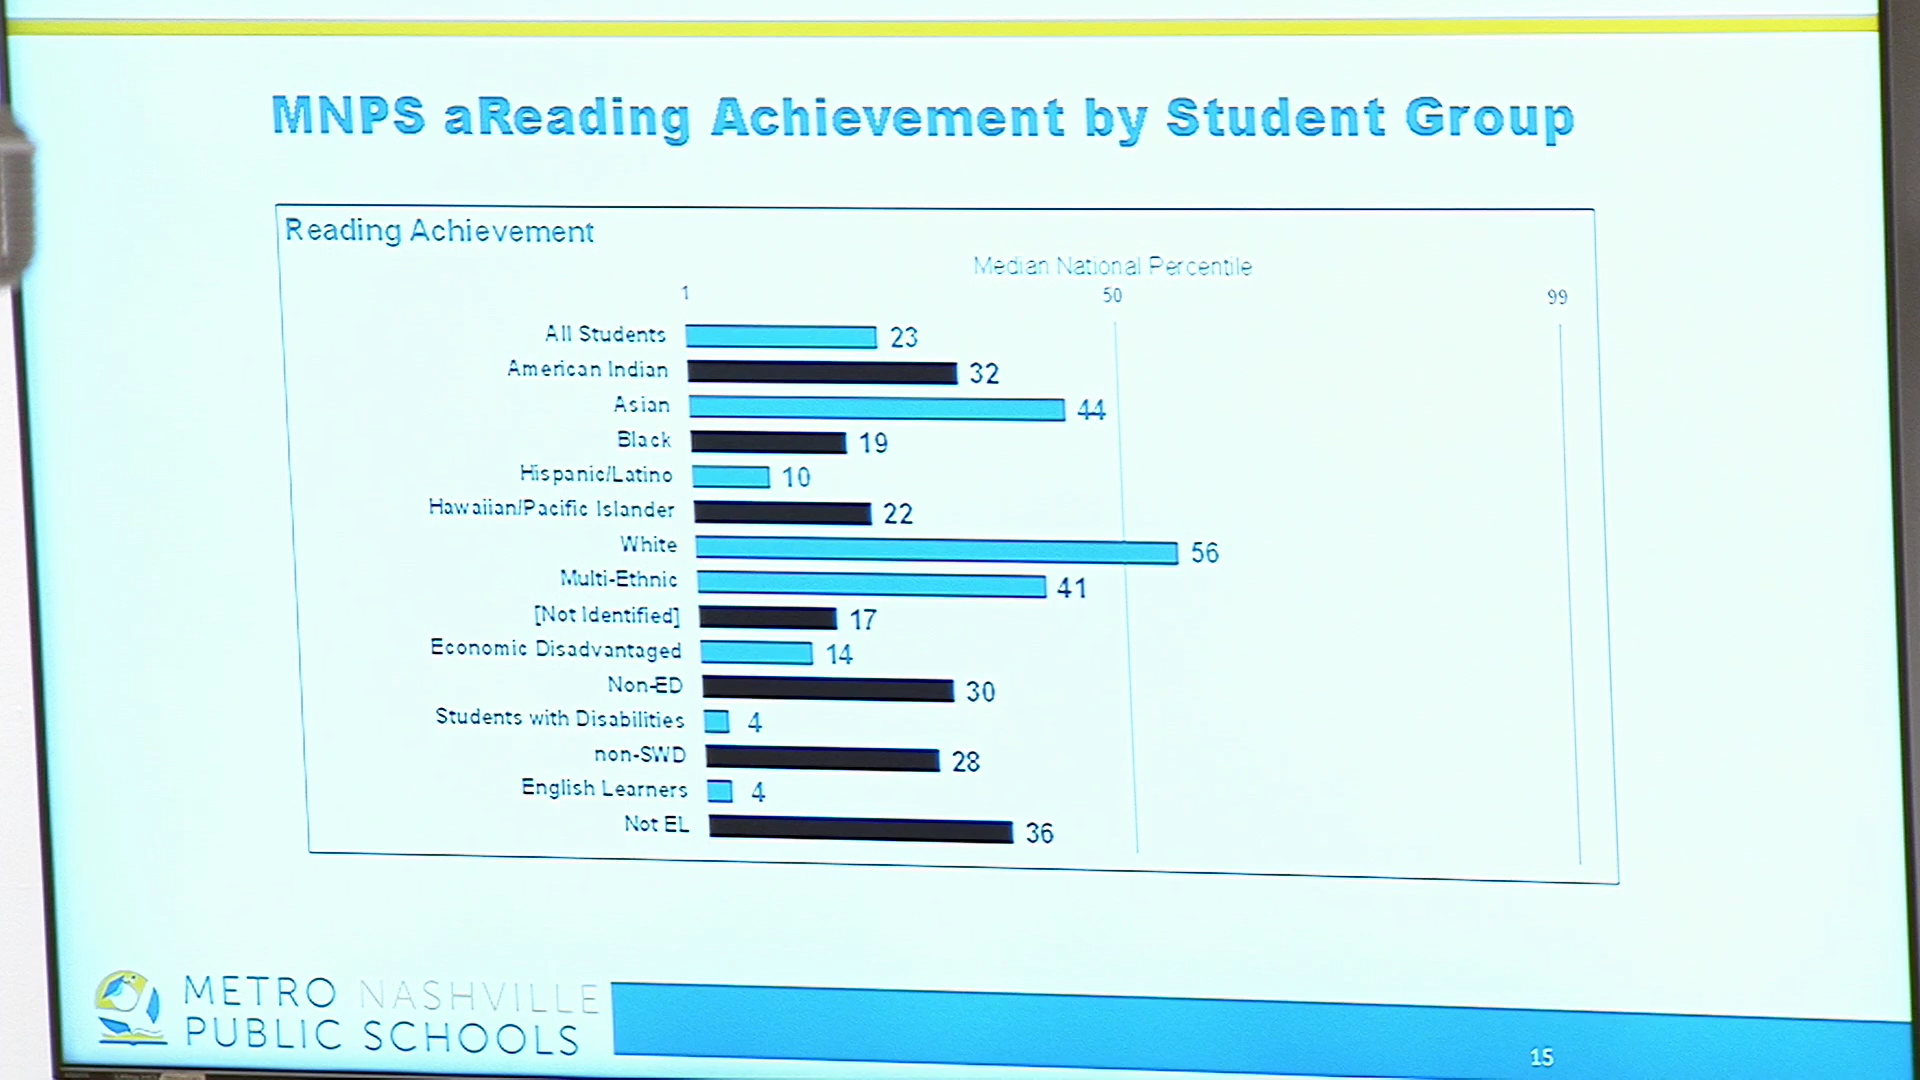 MNPS aReading Achievement by Student Group
Reading Achievement
Median National Percentile
1 50 99
All Students 23
American Indian 32
Asian 44
Black 19
Hispanic/Latino 10
Hawaiian/Pacific Islander 22
White 56
Multi-Ethnic 41
[Not Identified] 17
Economic Disadvantaged 14
Non-ED 30
Students with Disabilities 4
non-SWD 28
English Learners 4
Not EL 36
METRO NASHVILLE
PUBLIC SCHOOLS
15